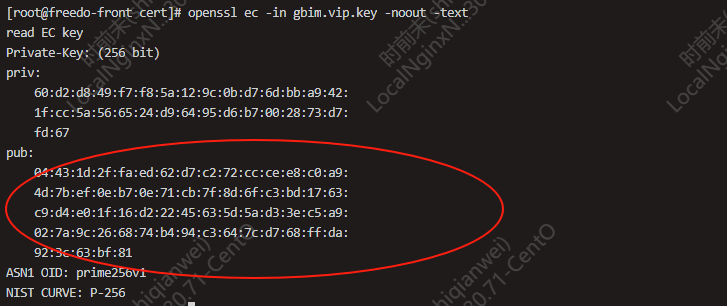 [root@freedo-front cert]# openssl ec -in gbim.vip.key -noout -text
read EC key
Private-Key: (256 bit)
priv:
60:d2:d8:49:f7:f8:5a:12:9c:0b:d7:6d:bb:a9:42:
1f:cc:5a:56:65:24:d9:64:95:d6:b7:00:28:73:d7:
fd:67
pub:
04:43:1d:2f:fa:ed:62:d7:c2:72:cc:ce:e8:c0:a9:
4d:7b:ef:0e:b7:0e:71:cb:7f:8d:6f:c3:bd:17:63:
c9:d4:e0:1f:16:d2:22:45:63:5d:5a:d3:3e:c5:a9:
02:7a:9c:26:68:74:b4:94:c3:64:7c:d7:68:ff:da:
92:3c:63:bf:81
ASN1 OID: prime256v1
NIST CURVE: P-256